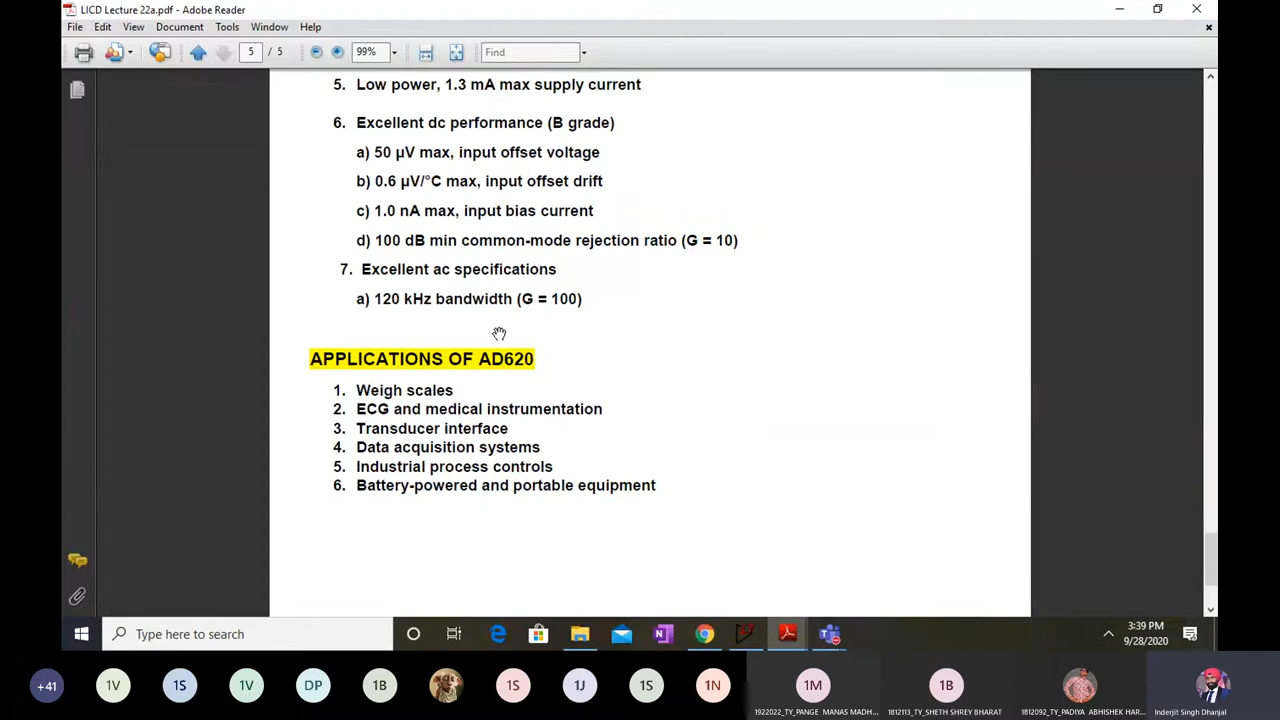 LICD Lecture 22a.pdf - Adobe Reader
File Edit View Document Tools Window Help
5 / 5 99% Find
5. Low power, 1.3 mA max supply current
6. Excellent dc performance (B grade)
a) 50 µV max, input offset voltage
b) 0.6 µV/°C max, input offset drift
c) 1.0 nA max, input bias current
d) 100 dB min common-mode rejection ratio (G = 10)
7. Excellent ac specifications
a) 120 kHz bandwidth (G = 100)
APPLICATIONS OF AD620
1. Weigh scales
2. ECG and medical instrumentation
3. Transducer interface
4. Data acquisition systems
5. Industrial process controls
6. Battery-powered and portable equipment
Type here to search
3:39 PM
9/28/2020
+41 1V 1S 1V DP 1B 1S 1J 1S 1N 1M 1B
1922022_TY_PANGE MANAS MADH... 1812113_TY_SHETH SHREY BHARAT 1812092_TY_PADIYA ABHISHEK HAR... Inderjit Singh Dhanjal